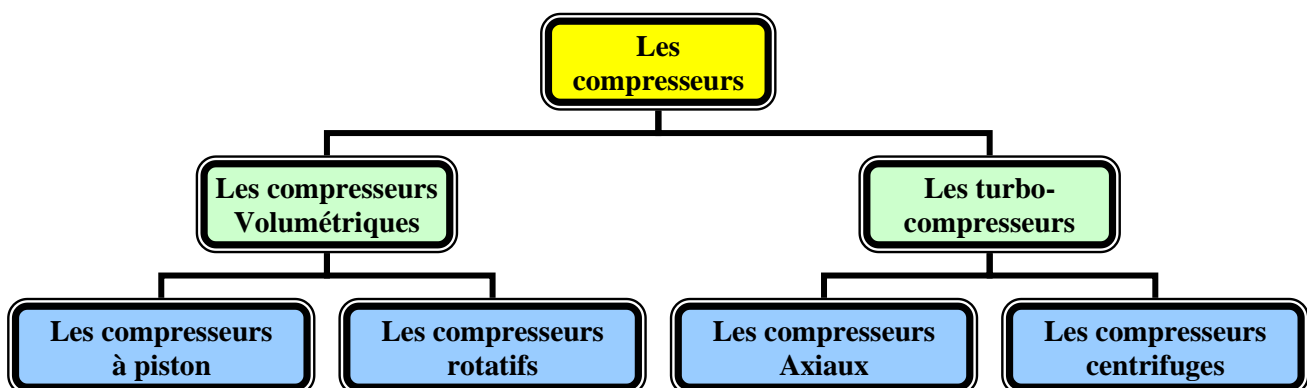 Les
compresseurs
Les compresseurs
Volumétriques
Les turbo-
compresseurs
Les compresseurs
à piston
Les compresseurs
rotatifs
Les compresseurs
Axiaux
Les compresseurs
centrifuges